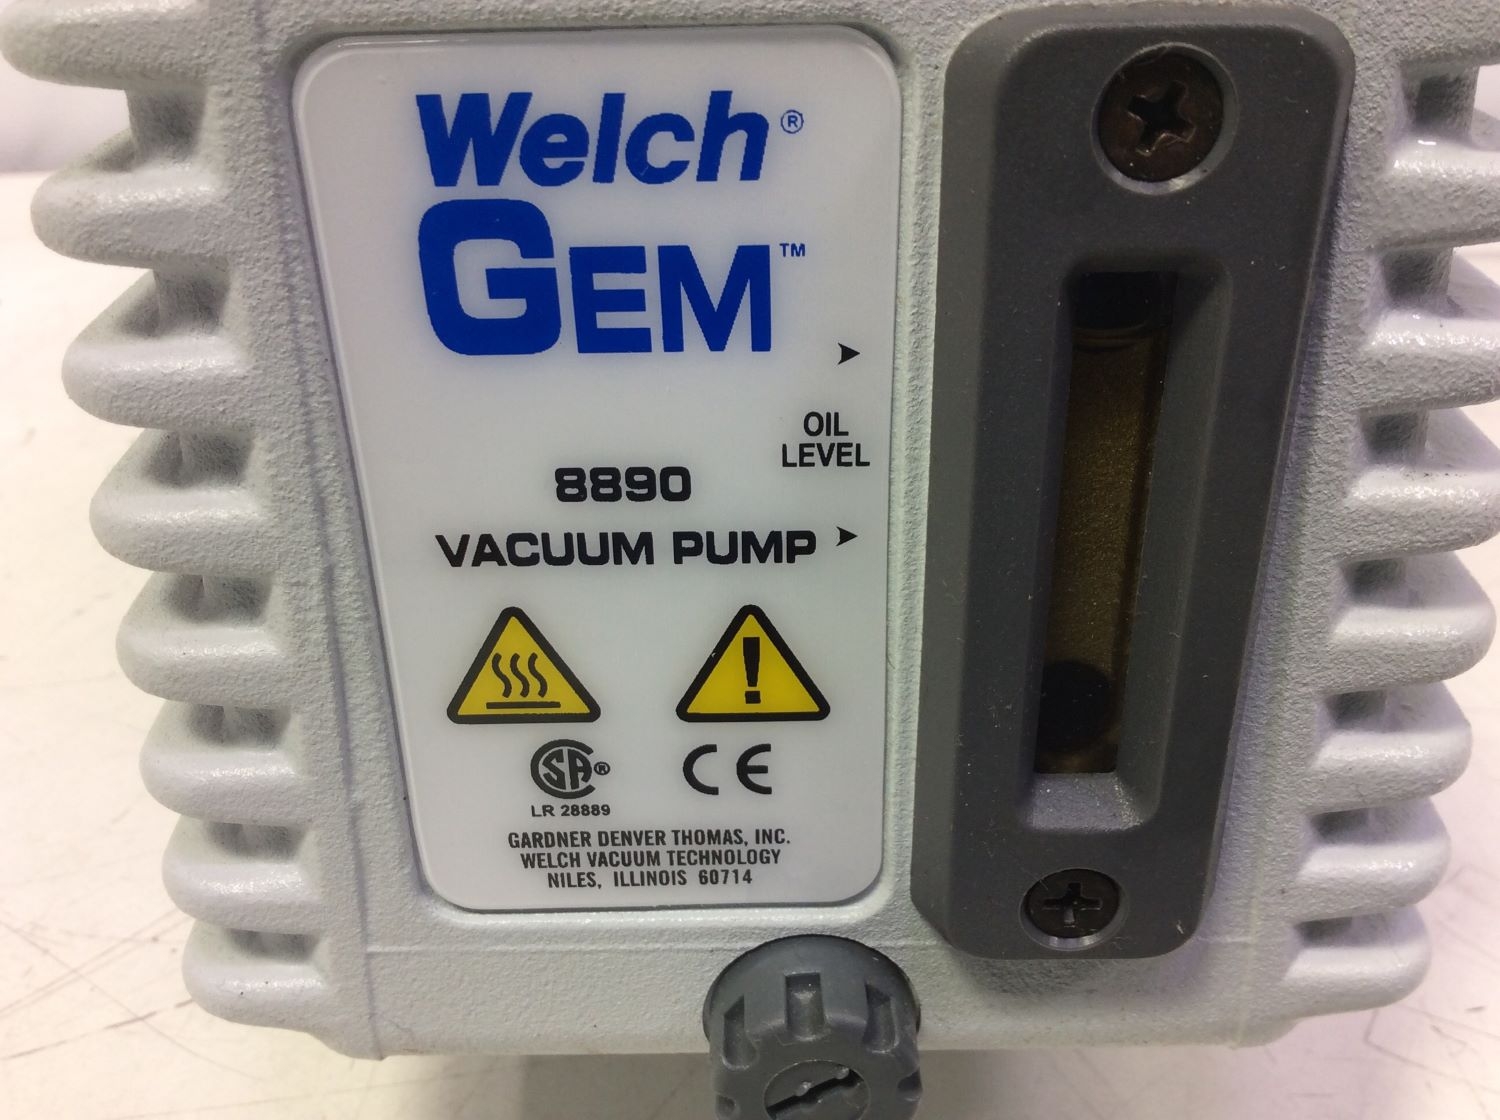 Welch®
GEM™
OIL
LEVEL
8890
VACUUM PUMP
CSA®
CE
LR 28889
GARDNER DENVER THOMAS, INC.
WELCH VACUUM TECHNOLOGY
NILES, ILLINOIS 60714